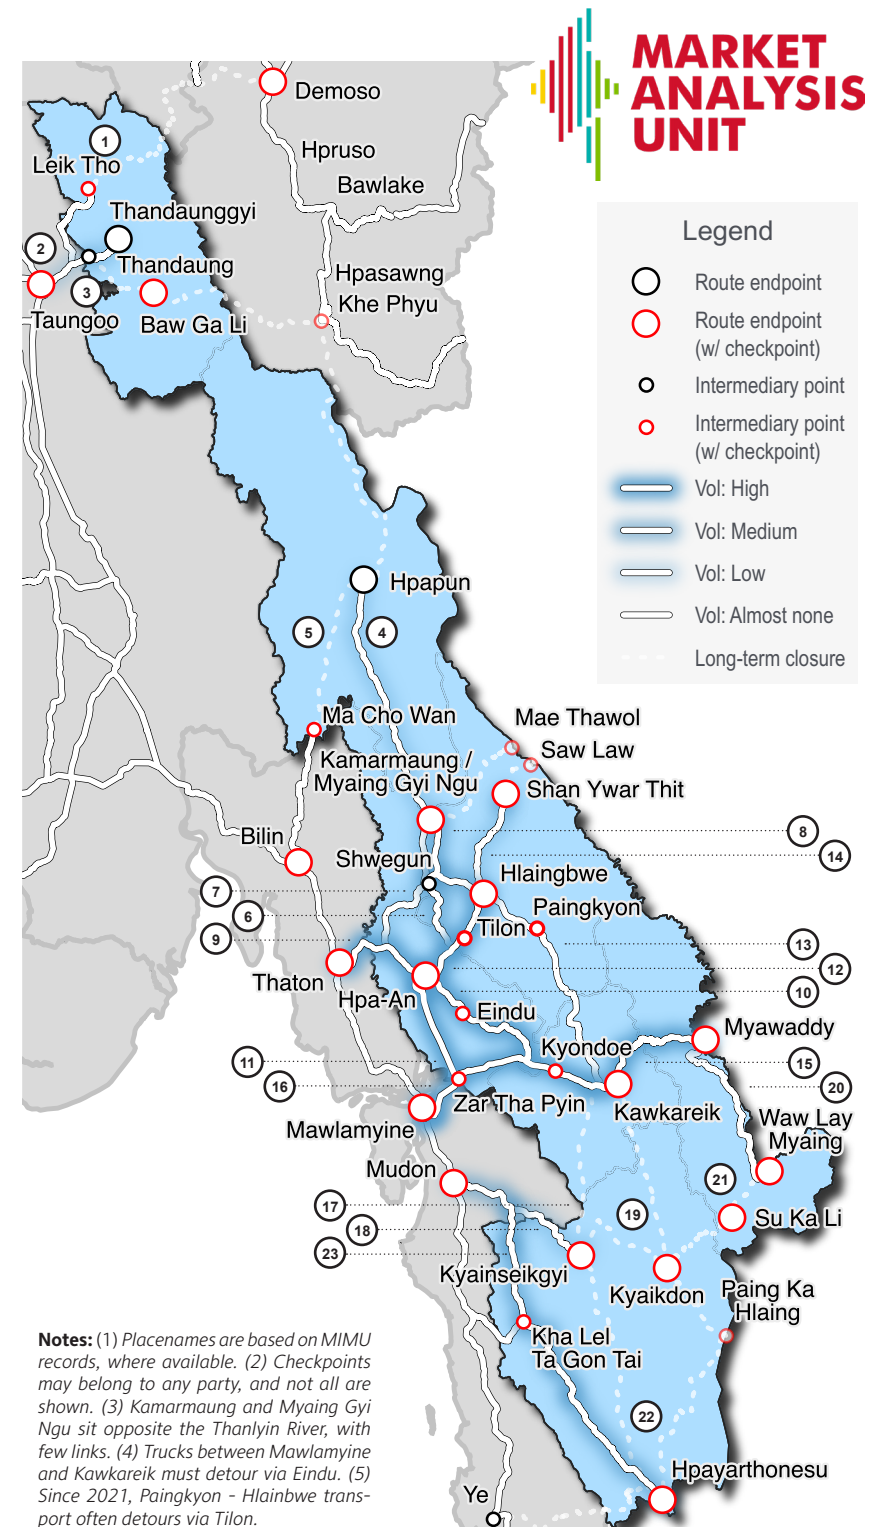 MARKET
ANALYSIS
UNIT
Demoso
Hpruso
Bawlake
1
Leik Tho
Thandaunggyi
2
Thandaung
3
Taungoo
Baw Ga Li
Hpasawng
Khe Phyu
Legend
Route endpoint
Route endpoint
(w/ checkpoint)
Intermediary point
Intermediary point
(w/ checkpoint)
Vol: High
Vol: Medium
Vol: Low
Vol: Almost none
Long-term closure
Hpapun
5
4
Ma Cho Wan
Mae Thawol
Saw Law
Kamarmaung /
Myaing Gyi Ngu
Shan Ywar Thit
8
14
Bilin
Shwegun
Hlaingbwe
7
6
9
Paingkyon
Tilon
13
12
10
Thaton
Hpa-An
Eindu
Myawaddy
Kyondoe
11
16
15
20
Zar Tha Pyin
Kawkareik
Waw Lay
Myaing
Mawlamyine
Mudon
21
17
18
23
19
Su Ka Li
Kyainseikgyi
Kyaikdon
Paing Ka
Hlaing
Kha Lel
Ta Gon Tai
22
Hpayarthonesu
Ye
Notes: (1) Placenames are based on MIMU
records, where available. (2) Checkpoints
may belong to any party, and not all are
shown. (3) Kamarmaung and Myaing Gyi
Ngu sit opposite the Thanlyin River, with
few links. (4) Trucks between Mawlamyine
and Kawkareik must detour via Eindu. (5)
Since 2021, Paingkyon - Hlainbwe trans-
port often detours via Tilon.